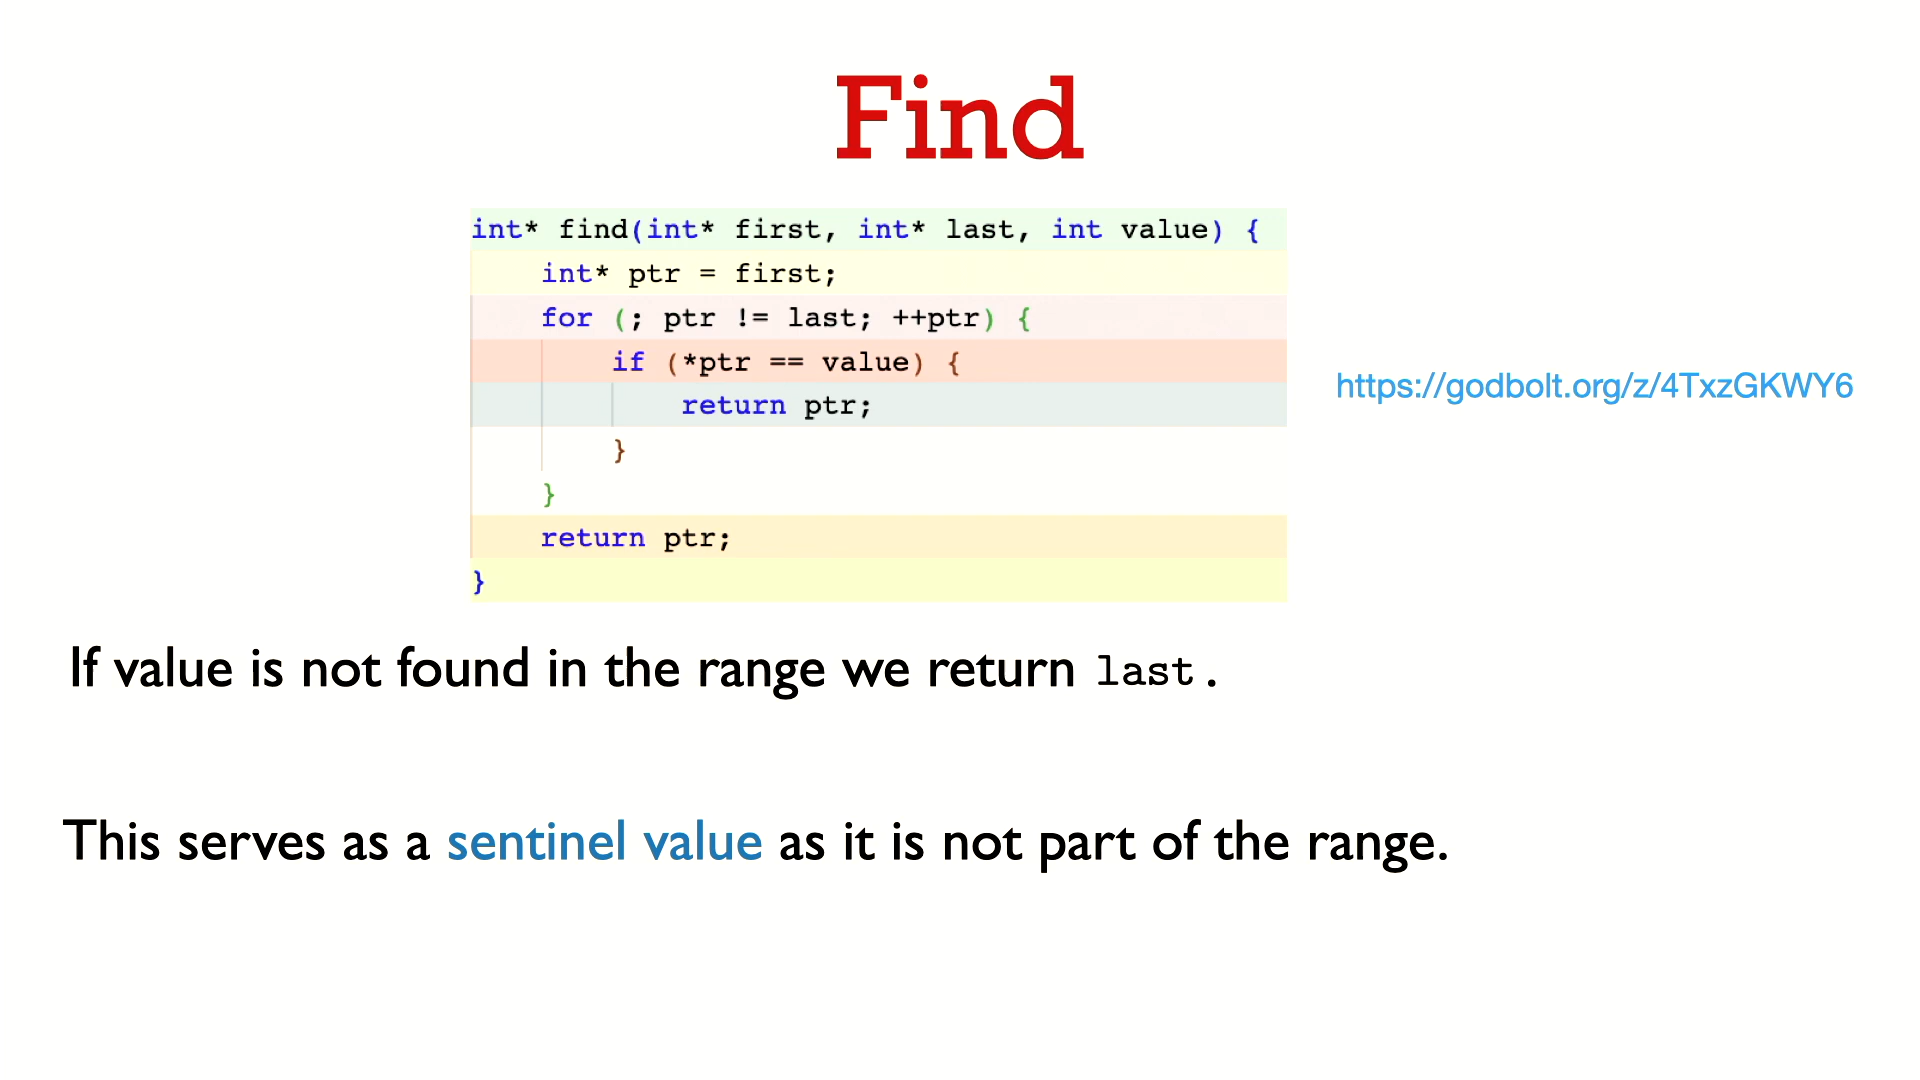 Find
int* find(int* first, int* last, int value) {
int* ptr = first;
for (; ptr != last; ++ptr) {
if (*ptr == value) {
return ptr;
}
}
return ptr;
}
https://godbolt.org/z/4TxzGKWY6
If value is not found in the range we return last.
This serves as a sentinel value as it is not part of the range.